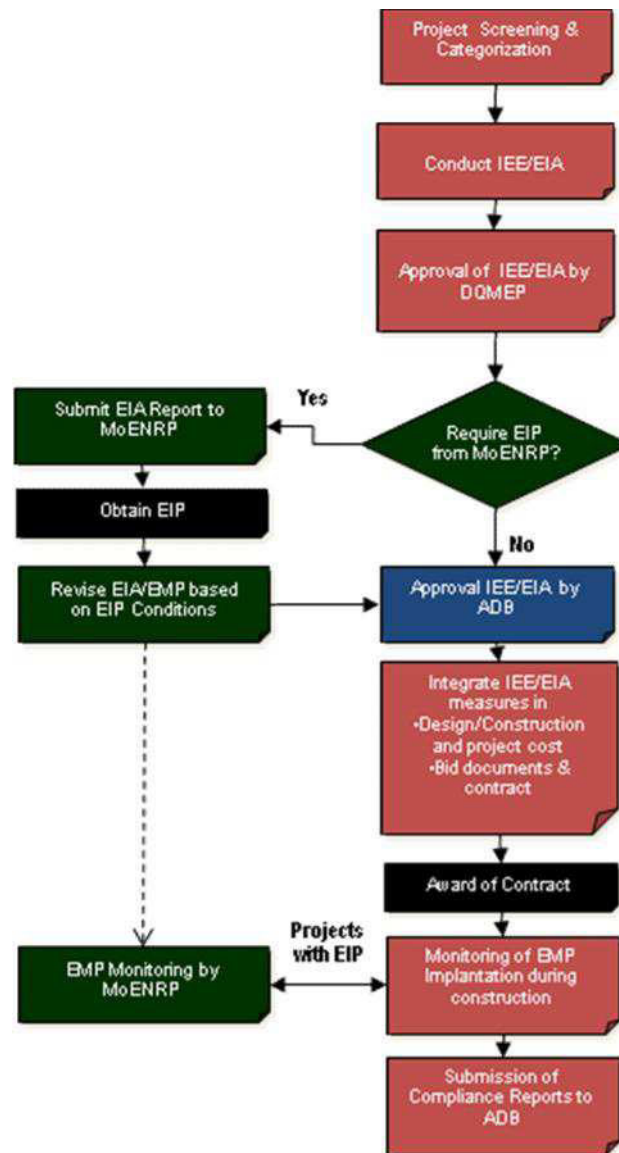 Project Screening &
Categorization
Conduct IEE/EIA
Approval of IEE/EIA by
DQMEP
Require EIP
from MoENRP?
Yes
Submit EIA Report to
MoENRP
Obtain EIP
Revise EIA/EMP based
on EIP Conditions
No
Approval IEE/EIA by
ADB
Integrate IEE/EIA
measures in
•Design/Construction
and project cost
•Bid documents &
contract
Award of Contract
Projects
with EIP
EMP Monitoring by
MoENRP
Monitoring of EMP
Implantation during
construction
Submission of
Compliance Reports to
ADB